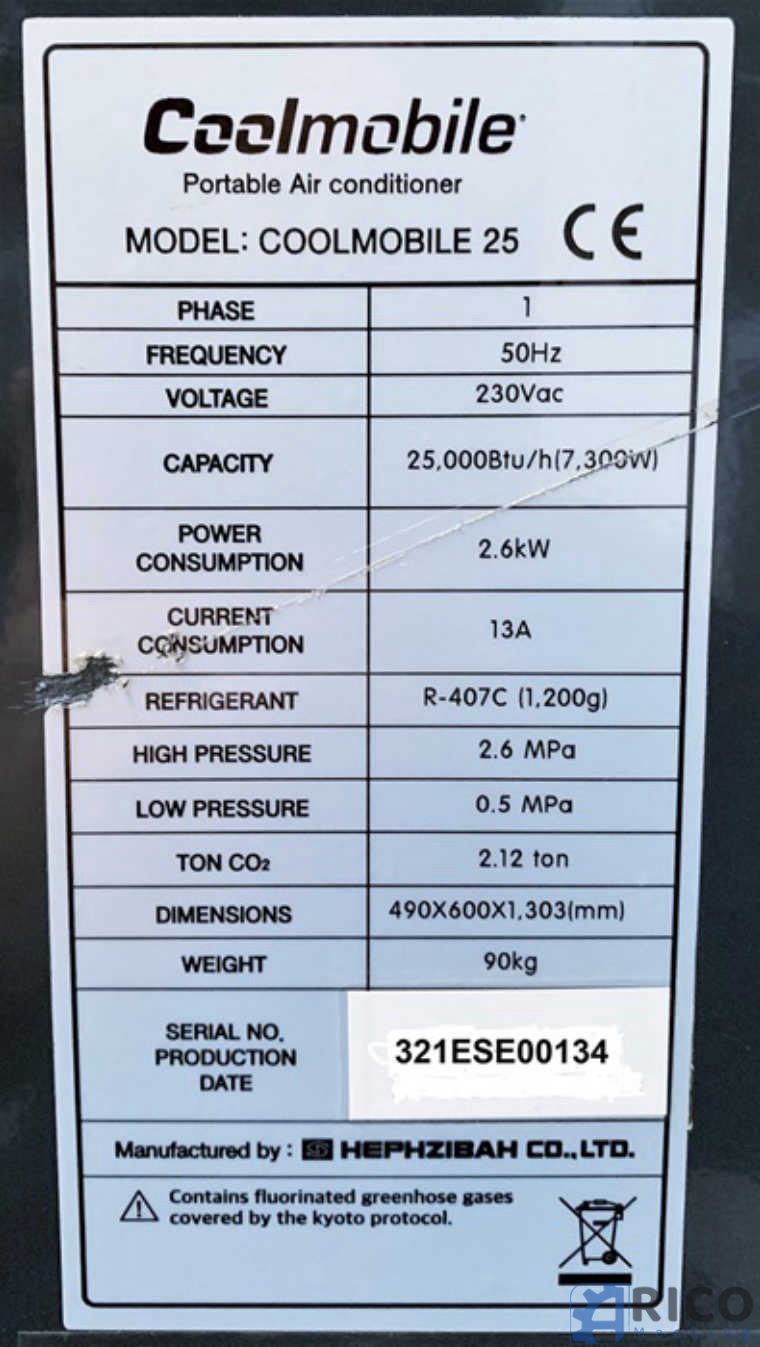 Coolmobile
Portable Air conditioner
MODEL: COOLMOBILE 25 CE
PHASE 1
FREQUENCY 50Hz
VOLTAGE 230Vac
CAPACITY 25,000Btu/h(7,300W)
POWER
CONSUMPTION 2.6kW
CURRENT
CONSUMPTION 13A
REFRIGERANT R-407C (1,200g)
HIGH PRESSURE 2.6 MPa
LOW PRESSURE 0.5 MPa
TON CO₂ 2.12 ton
DIMENSIONS 490X600X1,303(mm)
WEIGHT 90kg
SERIAL NO.
PRODUCTION
DATE
321ESE00134
Manufactured by : HEPHZIBAH CO.,LTD.
Contains fluorinated greenhose gases
covered by the kyoto protocol.
ARICO